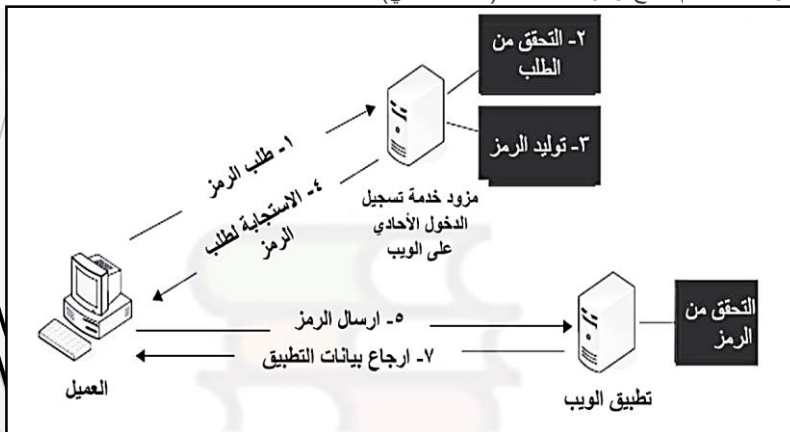 ٢- التحقق من
الطلب
٣- توليد الرمز
١- طلب الرمز
٤- الاستجابة لطلب
الرمز
مزود خدمة تسجيل
الدخول الأحادي
على الويب
التحقق من
الرمز
٥- ارسال الرمز
٧- ارجاع بيانات التطبيق
العميل
تطبيق الويب